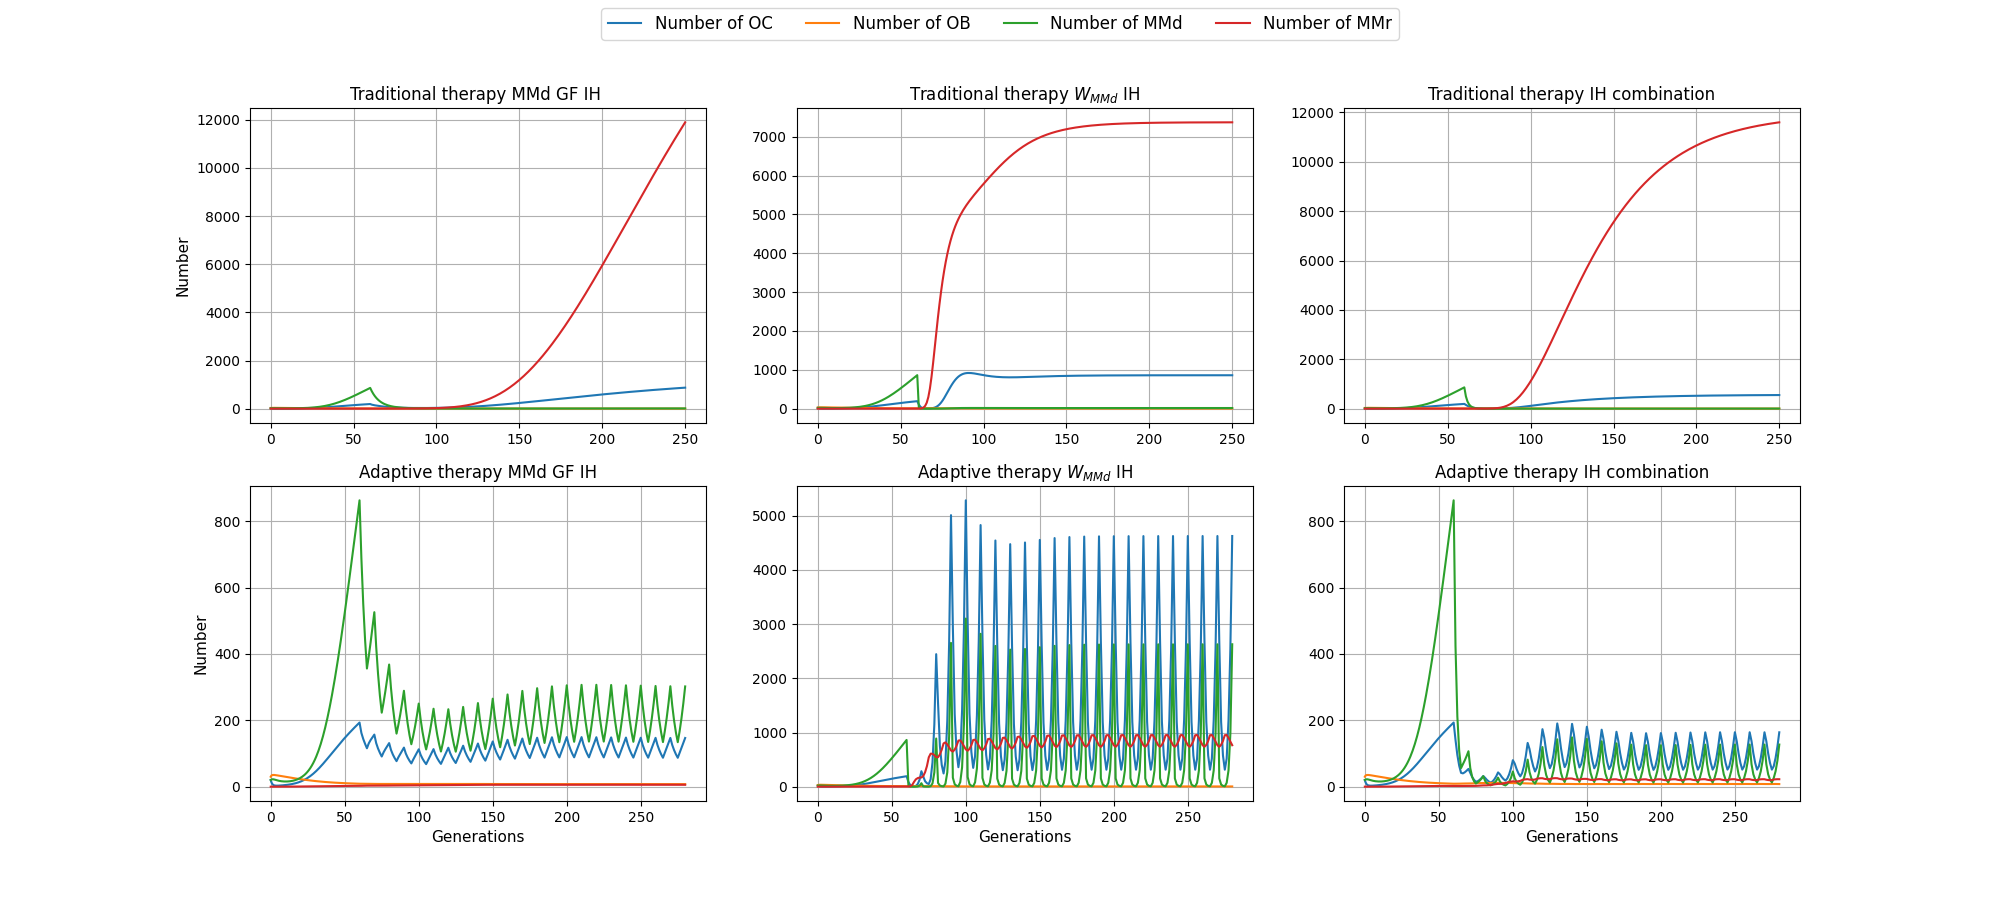 Number of OC Number of OB Number of MMd Number of MMr
Traditional therapy MMd GF IH
Number
12000
10000
8000
6000
4000
2000
0
0 50 100 150 200 250
Traditional therapy W_MMd IH
7000
6000
5000
4000
3000
2000
1000
0
0 50 100 150 200 250
Traditional therapy IH combination
12000
10000
8000
6000
4000
2000
0
0 50 100 150 200 250
Adaptive therapy MMd GF IH
Number
800
600
400
200
0
0 50 100 150 200 250
Generations
Adaptive therapy W_MMd IH
5000
4000
3000
2000
1000
0
0 50 100 150 200 250
Generations
Adaptive therapy IH combination
800
600
400
200
0
0 50 100 150 200 250
Generations